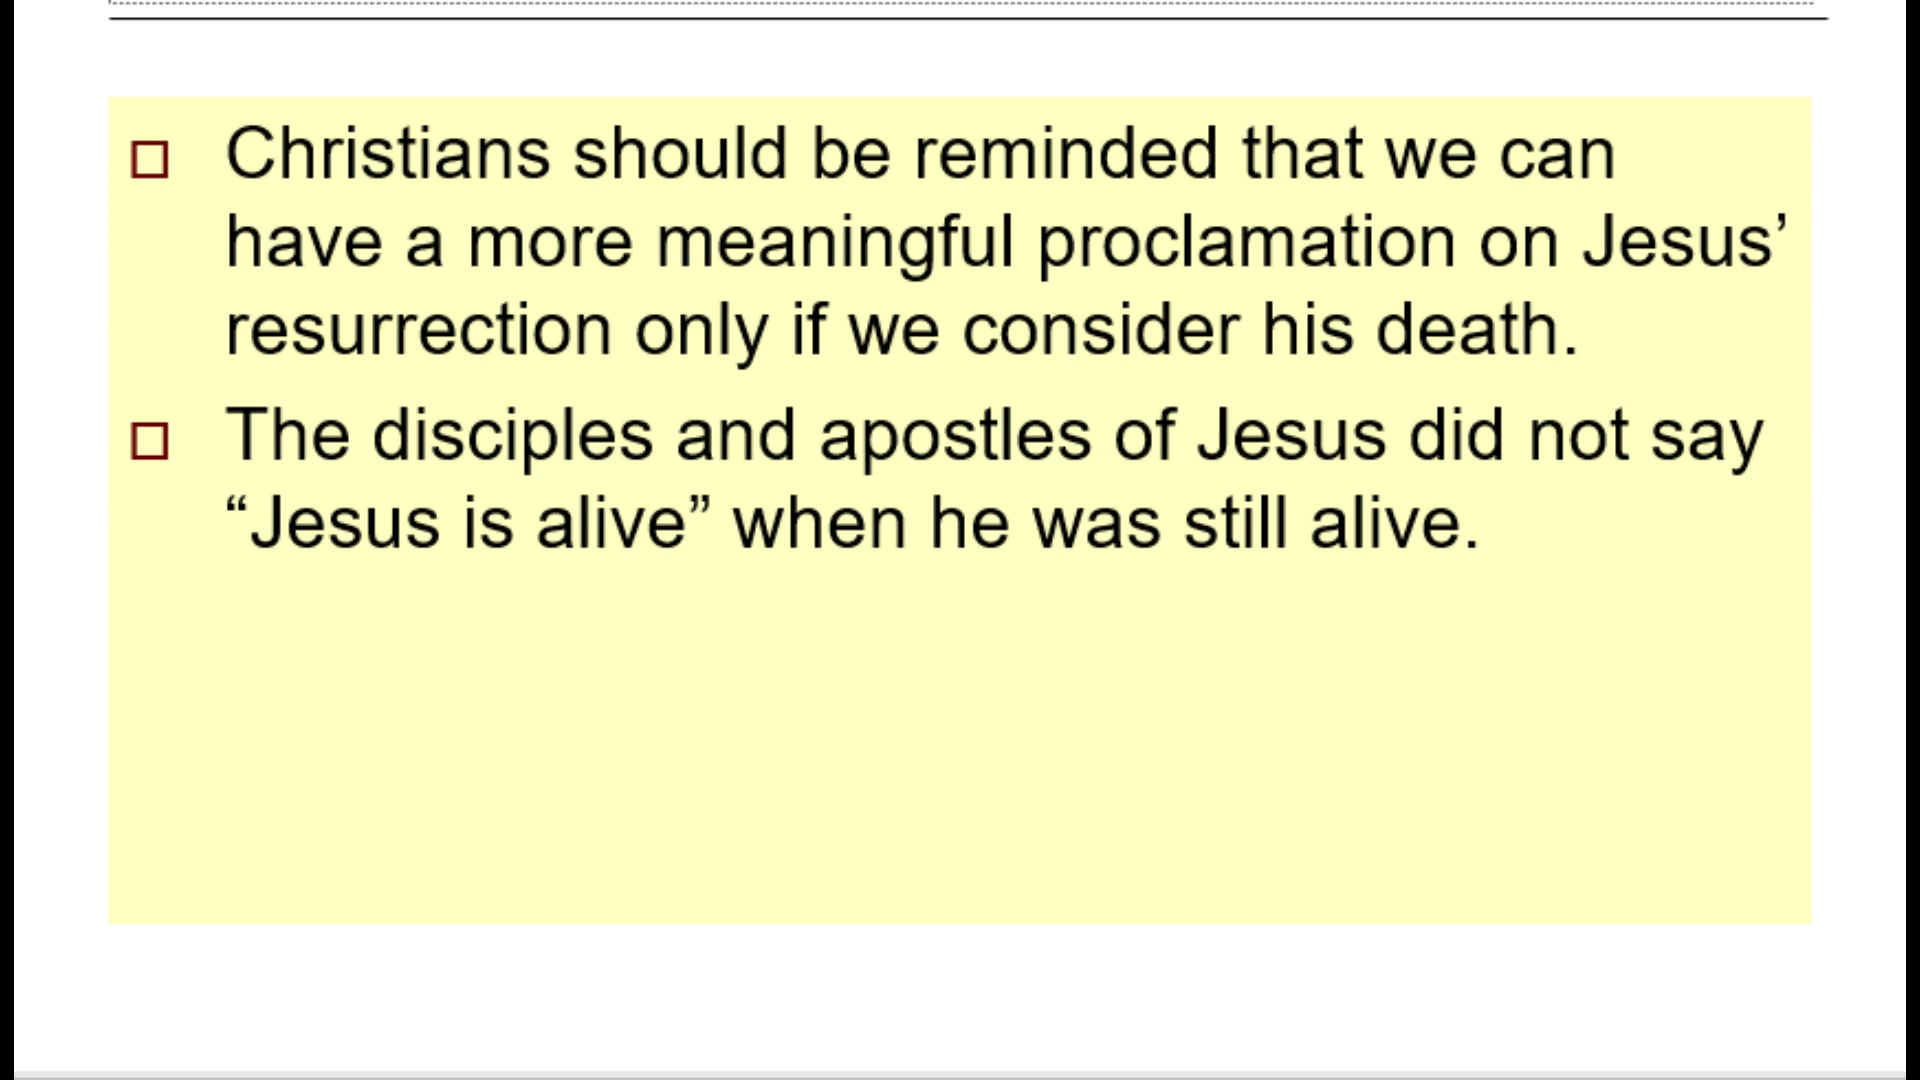 Christians should be reminded that we can
have a more meaningful proclamation on Jesus’
resurrection only if we consider his death.
The disciples and apostles of Jesus did not say
“Jesus is alive” when he was still alive.